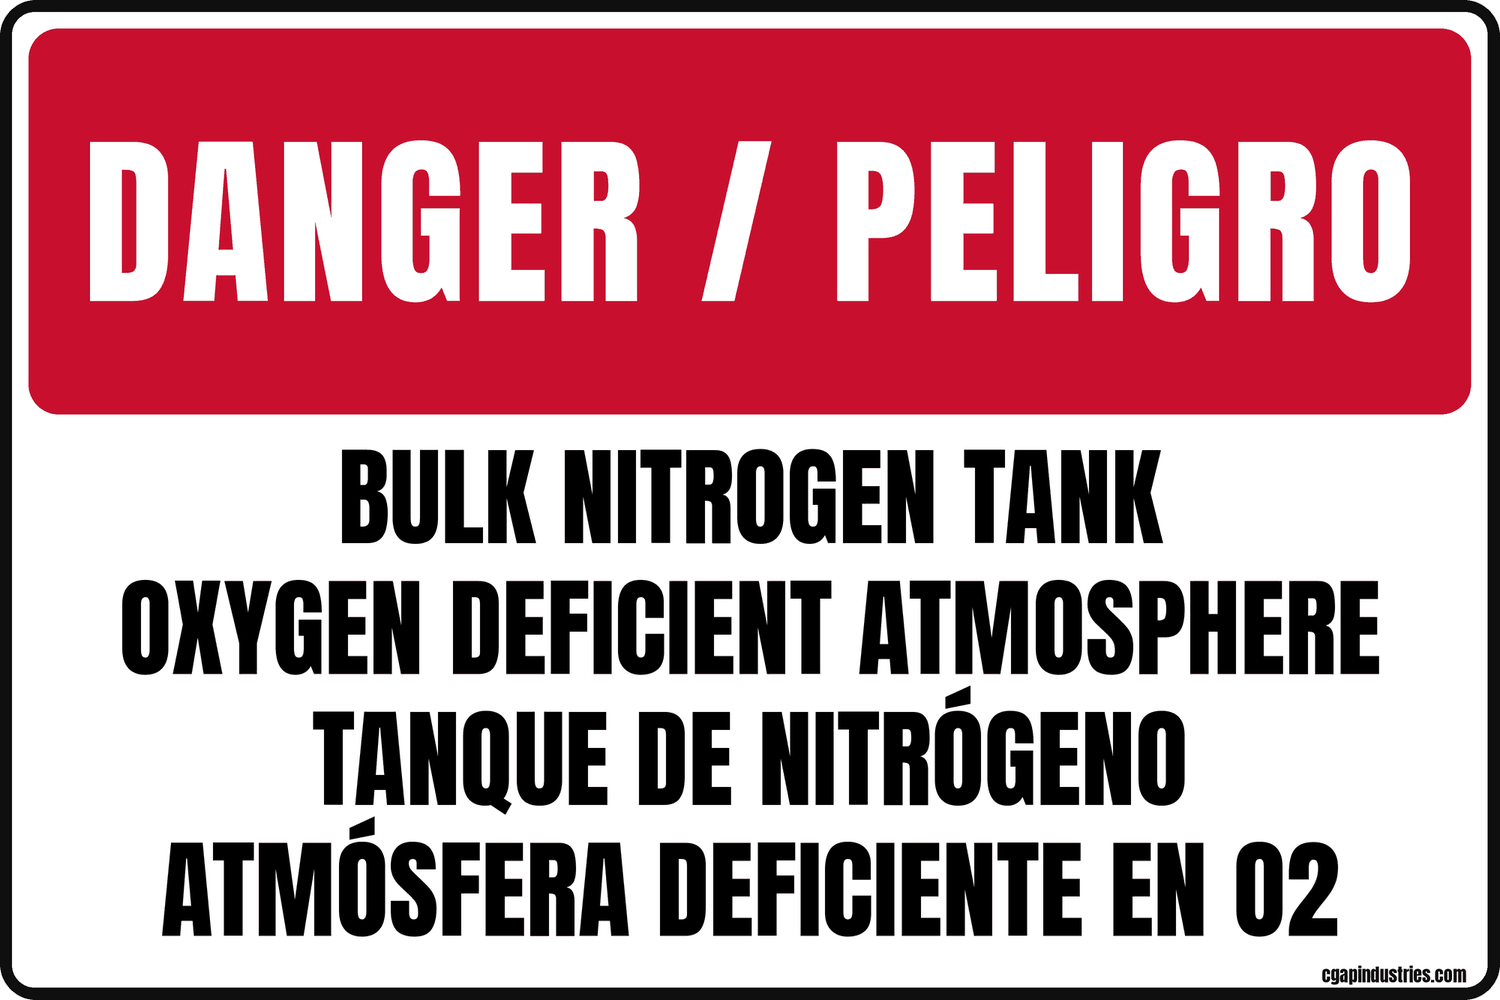 DANGER / PELIGRO
BULK NITROGEN TANK
OXYGEN DEFICIENT ATMOSPHERE
TANQUE DE NITRÓGENO
ATMÓSFERA DEFICIENTE EN O2
cgapindustries.com